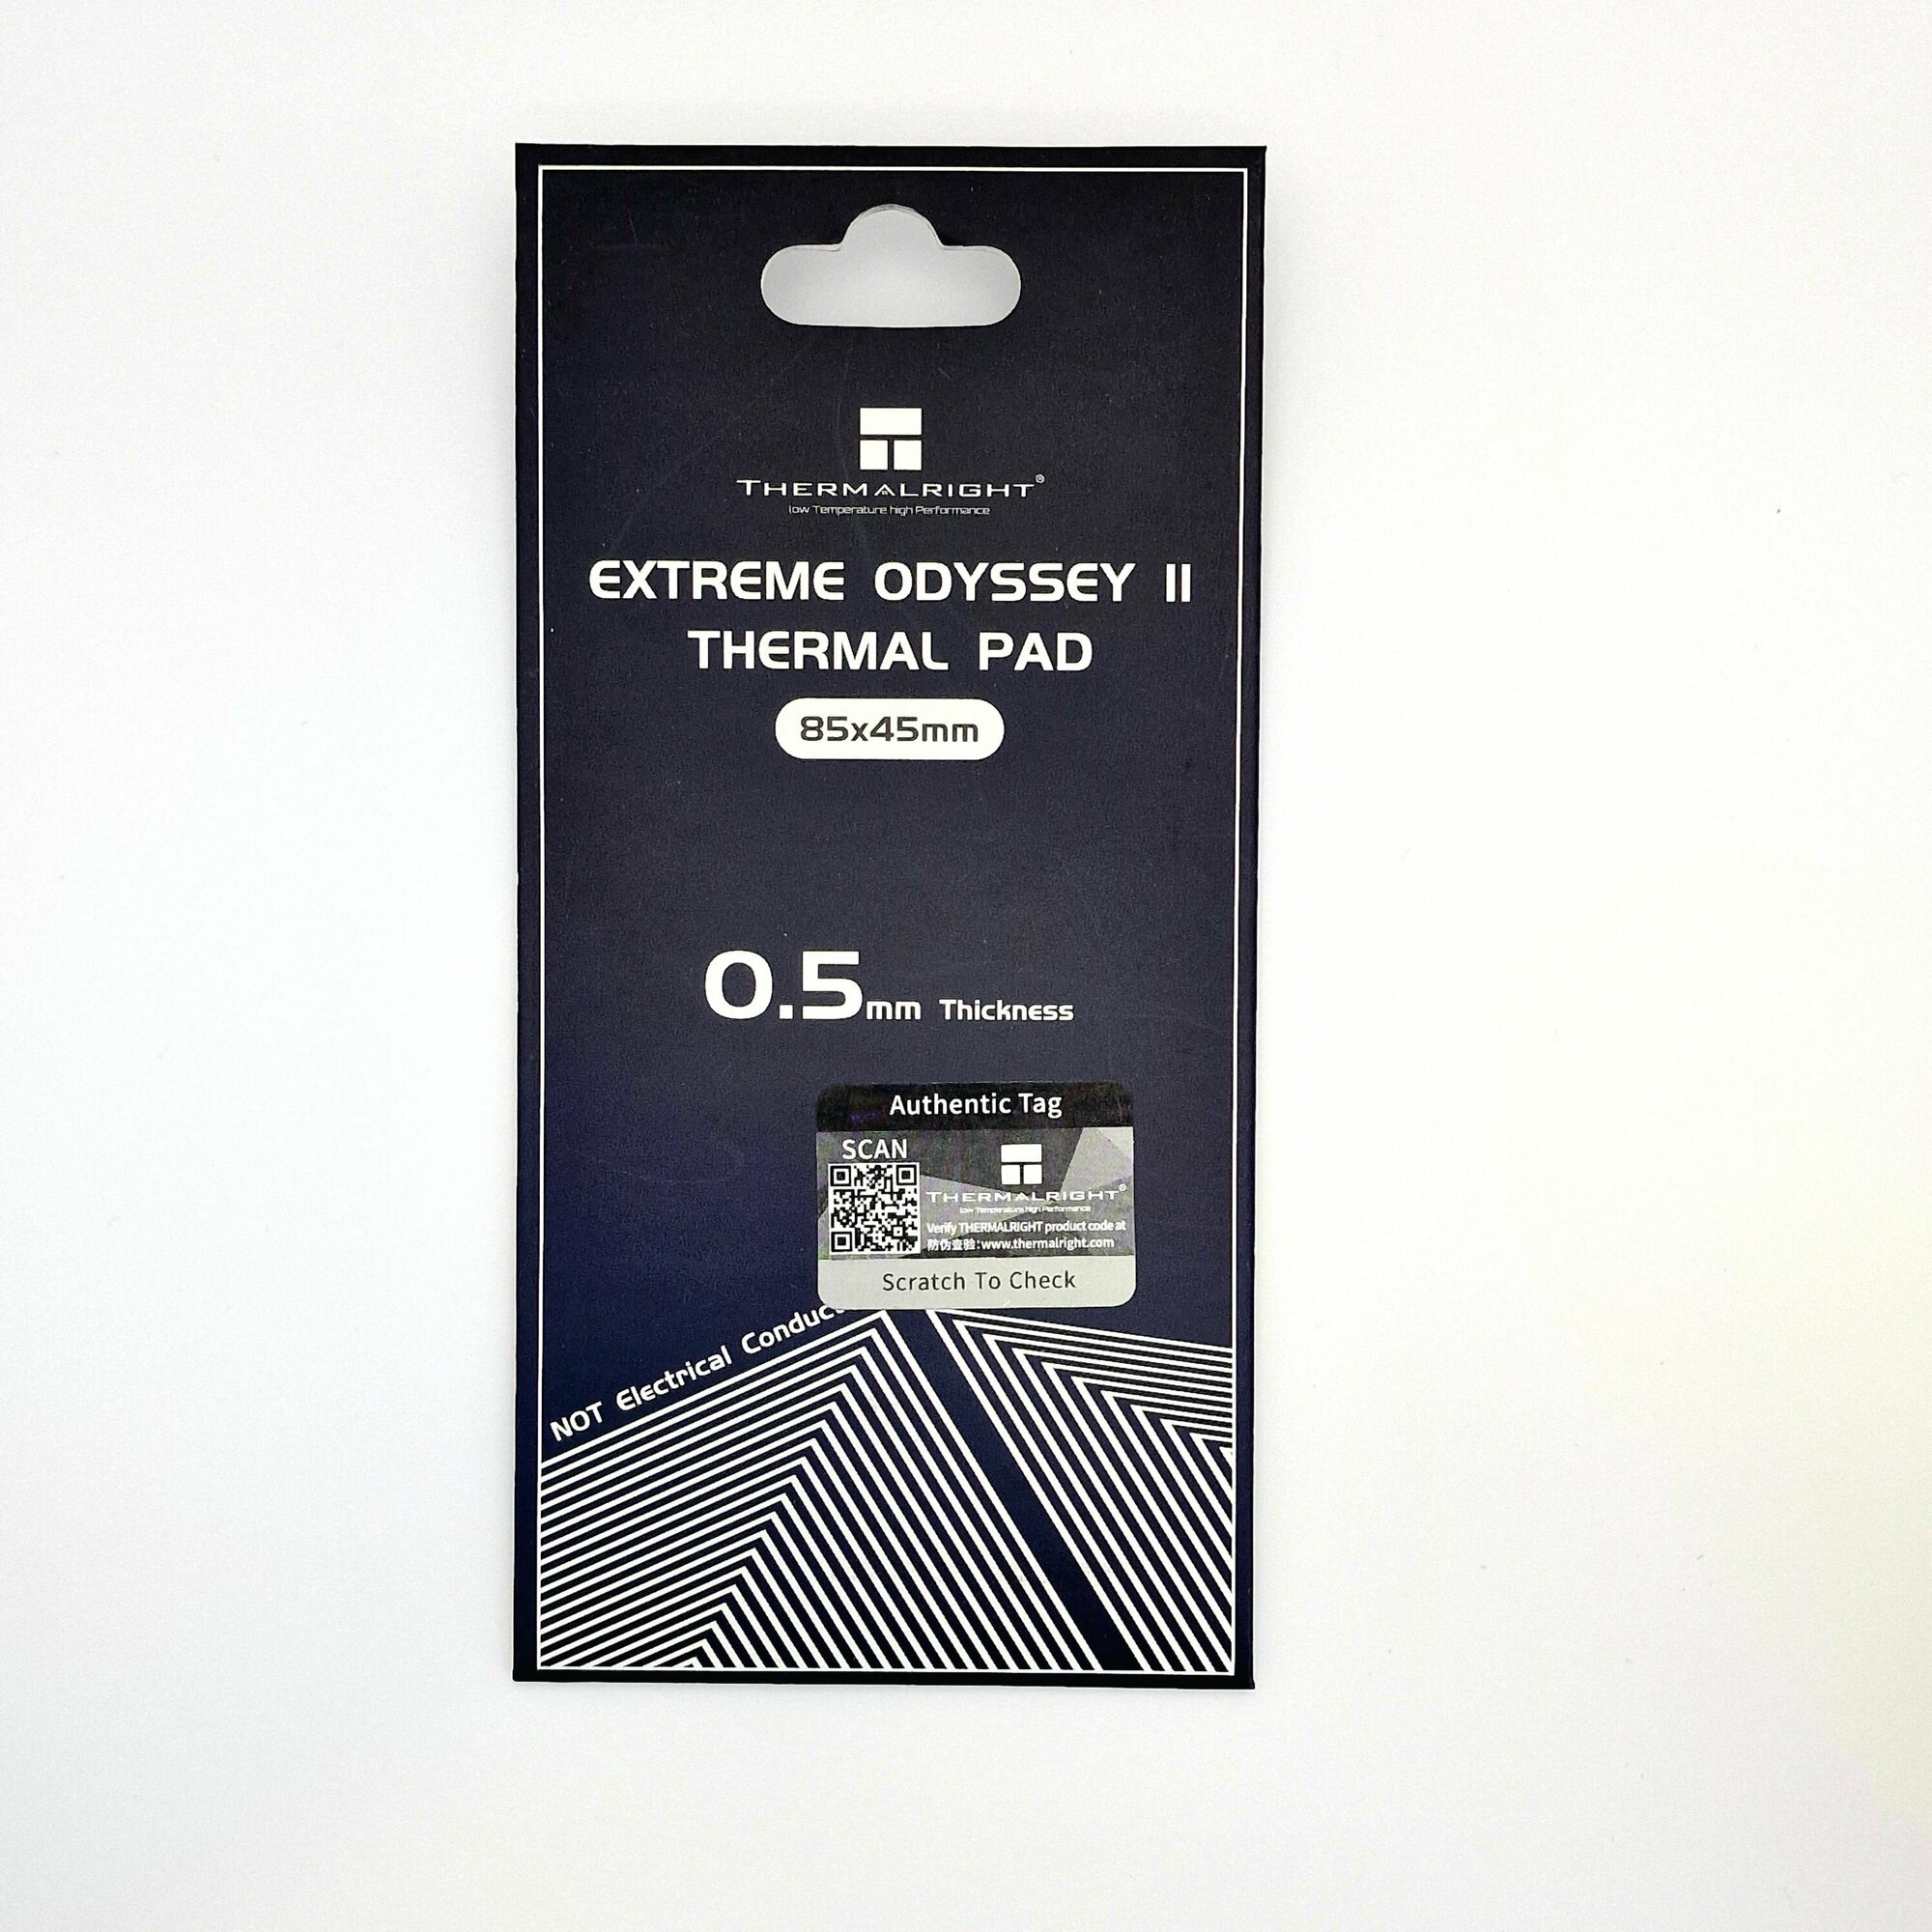 THERMALRIGHT®
low Temperature high Performance
EXTREME ODYSSEY II
THERMAL PAD
85x45mm
0.5mm Thickness
Authentic Tag
SCAN
THERMALRIGHT®
low Temperature high Performance
Verify THERMALRIGHT product code at
防伪查验:www.thermalright.com
Scratch To Check
NOT Electrical Conduc